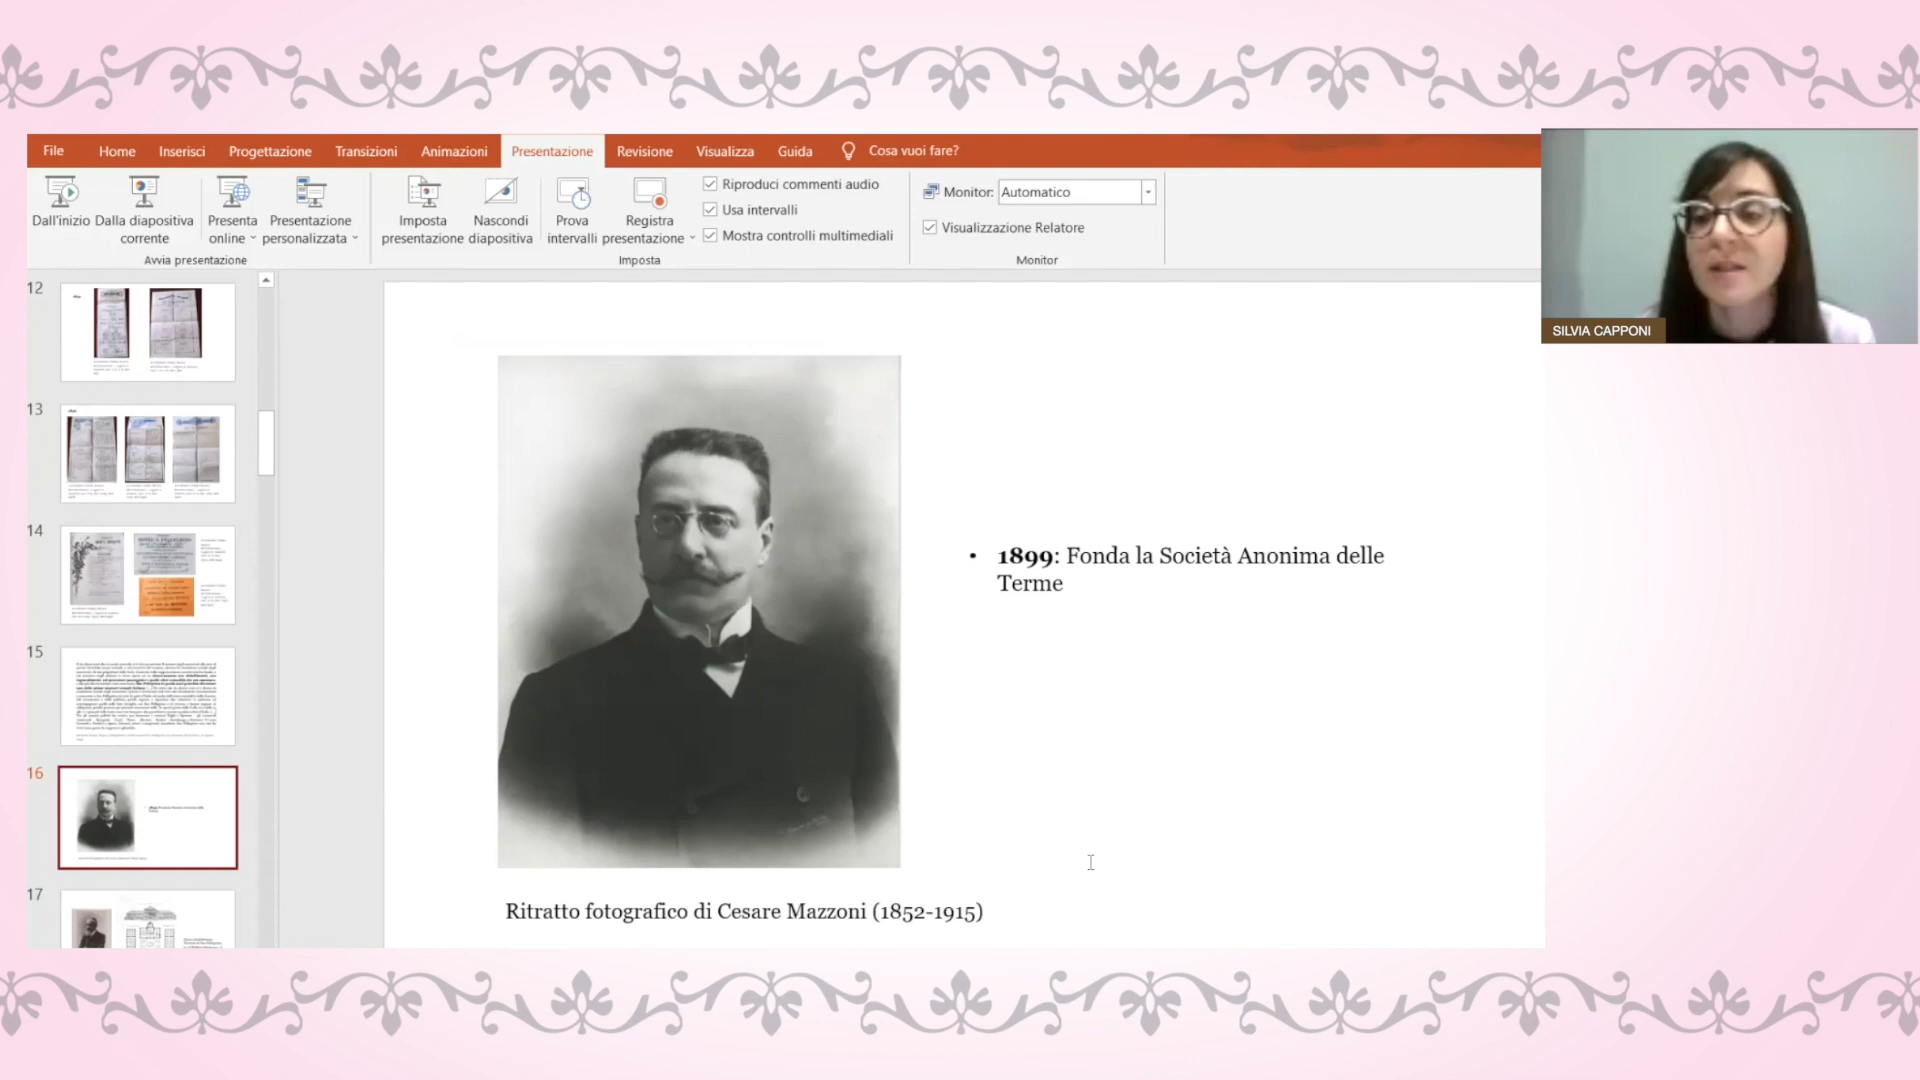 File Home Inserisci Progettazione Transizioni Animazioni Presentazione Revisione Visualizza Guida Cosa vuoi fare?
Dall'inizio
Dalla diapositiva
corrente
Presenta
online
Presentazione
personalizzata
Avvia presentazione
Imposta
presentazione
Nascondi
diapositiva
Prova
intervalli
Registra
presentazione
Riproduci commenti audio
Usa intervalli
Mostra controlli multimediali
Imposta
Monitor: Automatico
Visualizzazione Relatore
Monitor
SILVIA CAPPONI
12
13
14
15
16
17
• 1899: Fonda la Società Anonima delle
Terme
Ritratto fotografico di Cesare Mazzoni (1852-1915)